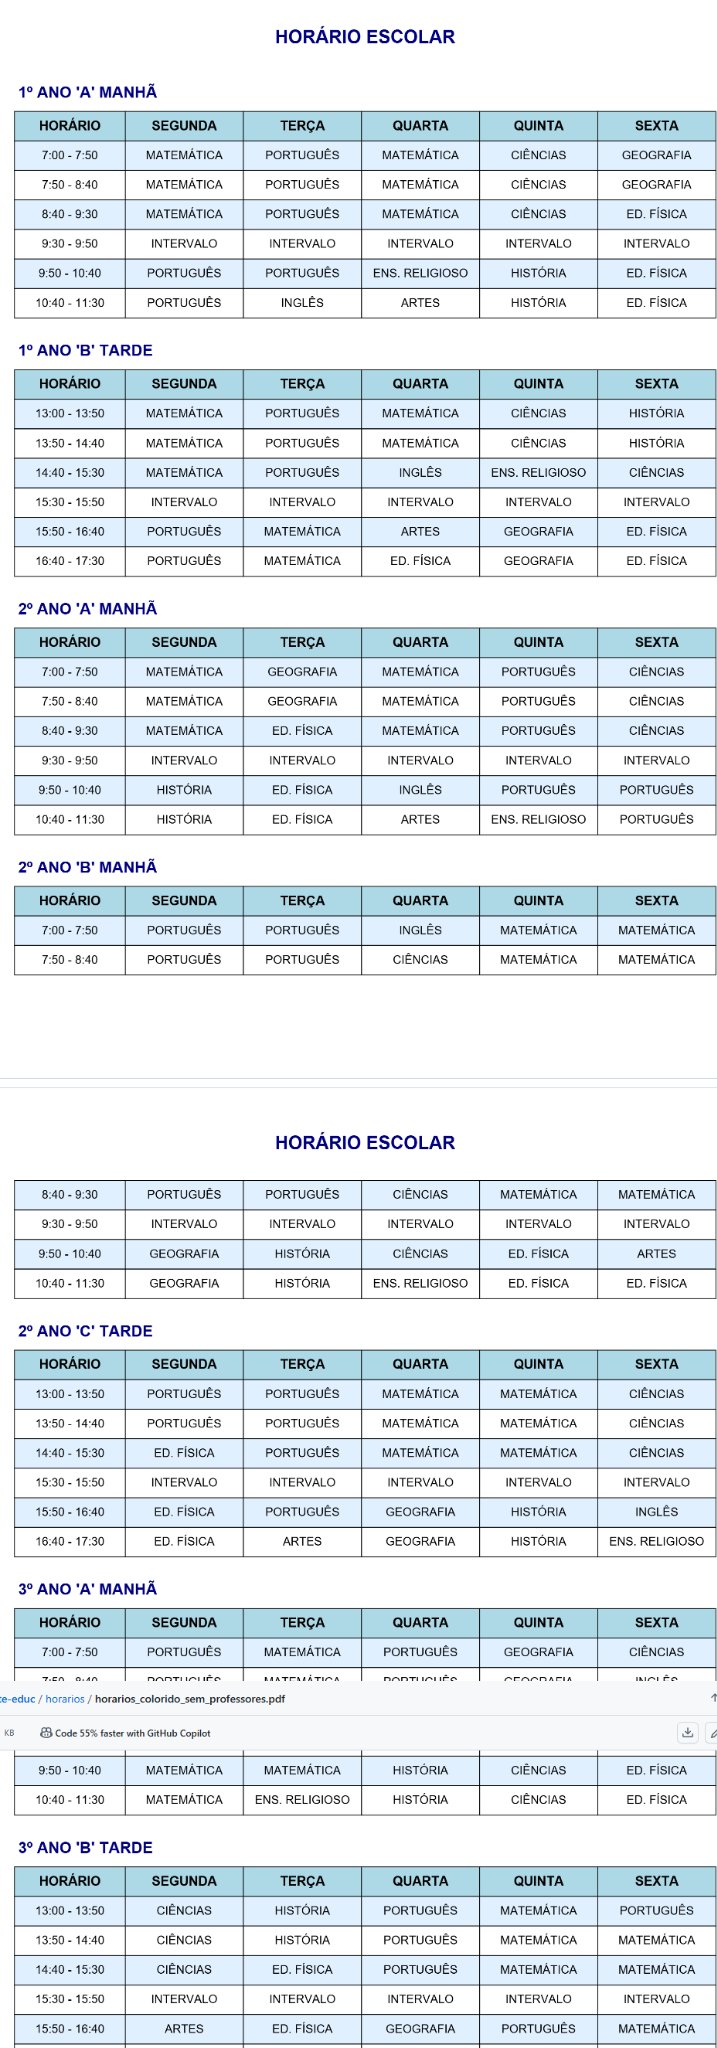 HORÁRIO ESCOLAR
1º ANO 'A' MANHÃ
HORÁRIO SEGUNDA TERÇA QUARTA QUINTA SEXTA
7:00 - 7:50 MATEMÁTICA PORTUGUÊS MATEMÁTICA CIÊNCIAS GEOGRAFIA
7:50 - 8:40 MATEMÁTICA PORTUGUÊS MATEMÁTICA CIÊNCIAS GEOGRAFIA
8:40 - 9:30 MATEMÁTICA PORTUGUÊS MATEMÁTICA CIÊNCIAS ED. FÍSICA
9:30 - 9:50 INTERVALO INTERVALO INTERVALO INTERVALO INTERVALO
9:50 - 10:40 PORTUGUÊS PORTUGUÊS ENS. RELIGIOSO HISTÓRIA ED. FÍSICA
10:40 - 11:30 PORTUGUÊS INGLÊS ARTES HISTÓRIA ED. FÍSICA
1º ANO 'B' TARDE
HORÁRIO SEGUNDA TERÇA QUARTA QUINTA SEXTA
13:00 - 13:50 MATEMÁTICA PORTUGUÊS MATEMÁTICA CIÊNCIAS HISTÓRIA
13:50 - 14:40 MATEMÁTICA PORTUGUÊS MATEMÁTICA CIÊNCIAS HISTÓRIA
14:40 - 15:30 MATEMÁTICA PORTUGUÊS INGLÊS ENS. RELIGIOSO CIÊNCIAS
15:30 - 15:50 INTERVALO INTERVALO INTERVALO INTERVALO INTERVALO
15:50 - 16:40 PORTUGUÊS MATEMÁTICA ARTES GEOGRAFIA ED. FÍSICA
16:40 - 17:30 PORTUGUÊS MATEMÁTICA ED. FÍSICA GEOGRAFIA ED. FÍSICA
2º ANO 'A' MANHÃ
HORÁRIO SEGUNDA TERÇA QUARTA QUINTA SEXTA
7:00 - 7:50 MATEMÁTICA GEOGRAFIA MATEMÁTICA PORTUGUÊS CIÊNCIAS
7:50 - 8:40 MATEMÁTICA GEOGRAFIA MATEMÁTICA PORTUGUÊS CIÊNCIAS
8:40 - 9:30 MATEMÁTICA ED. FÍSICA MATEMÁTICA PORTUGUÊS CIÊNCIAS
9:30 - 9:50 INTERVALO INTERVALO INTERVALO INTERVALO INTERVALO
9:50 - 10:40 HISTÓRIA ED. FÍSICA INGLÊS PORTUGUÊS PORTUGUÊS
10:40 - 11:30 HISTÓRIA ED. FÍSICA ARTES ENS. RELIGIOSO PORTUGUÊS
2º ANO 'B' MANHÃ
HORÁRIO SEGUNDA TERÇA QUARTA QUINTA SEXTA
7:00 - 7:50 PORTUGUÊS PORTUGUÊS INGLÊS MATEMÁTICA MATEMÁTICA
7:50 - 8:40 PORTUGUÊS PORTUGUÊS CIÊNCIAS MATEMÁTICA MATEMÁTICA
HORÁRIO ESCOLAR
8:40 - 9:30 PORTUGUÊS PORTUGUÊS CIÊNCIAS MATEMÁTICA MATEMÁTICA
9:30 - 9:50 INTERVALO INTERVALO INTERVALO INTERVALO INTERVALO
9:50 - 10:40 GEOGRAFIA HISTÓRIA CIÊNCIAS ED. FÍSICA ARTES
10:40 - 11:30 GEOGRAFIA HISTÓRIA ENS. RELIGIOSO ED. FÍSICA ED. FÍSICA
2º ANO 'C' TARDE
HORÁRIO SEGUNDA TERÇA QUARTA QUINTA SEXTA
13:00 - 13:50 PORTUGUÊS PORTUGUÊS MATEMÁTICA MATEMÁTICA CIÊNCIAS
13:50 - 14:40 PORTUGUÊS PORTUGUÊS MATEMÁTICA MATEMÁTICA CIÊNCIAS
14:40 - 15:30 ED. FÍSICA PORTUGUÊS MATEMÁTICA MATEMÁTICA CIÊNCIAS
15:30 - 15:50 INTERVALO INTERVALO INTERVALO INTERVALO INTERVALO
15:50 - 16:40 ED. FÍSICA PORTUGUÊS GEOGRAFIA HISTÓRIA INGLÊS
16:40 - 17:30 ED. FÍSICA ARTES GEOGRAFIA HISTÓRIA ENS. RELIGIOSO
3º ANO 'A' MANHÃ
HORÁRIO SEGUNDA TERÇA QUARTA QUINTA SEXTA
7:00 - 7:50 PORTUGUÊS MATEMÁTICA PORTUGUÊS GEOGRAFIA CIÊNCIAS
7:50 - 8:40 PORTUGUÊS MATEMÁTICA PORTUGUÊS GEOGRAFIA INGLÊS
te-educ / horarios / horarios_colorido_sem_professores.pdf
KB Code 55% faster with GitHub Copilot
9:50 - 10:40 MATEMÁTICA MATEMÁTICA HISTÓRIA CIÊNCIAS ED. FÍSICA
10:40 - 11:30 MATEMÁTICA ENS. RELIGIOSO HISTÓRIA CIÊNCIAS ED. FÍSICA
3º ANO 'B' TARDE
HORÁRIO SEGUNDA TERÇA QUARTA QUINTA SEXTA
13:00 - 13:50 CIÊNCIAS HISTÓRIA PORTUGUÊS MATEMÁTICA PORTUGUÊS
13:50 - 14:40 CIÊNCIAS HISTÓRIA PORTUGUÊS MATEMÁTICA MATEMÁTICA
14:40 - 15:30 CIÊNCIAS ED. FÍSICA PORTUGUÊS MATEMÁTICA MATEMÁTICA
15:30 - 15:50 INTERVALO INTERVALO INTERVALO INTERVALO INTERVALO
15:50 - 16:40 ARTES ED. FÍSICA GEOGRAFIA PORTUGUÊS MATEMÁTICA